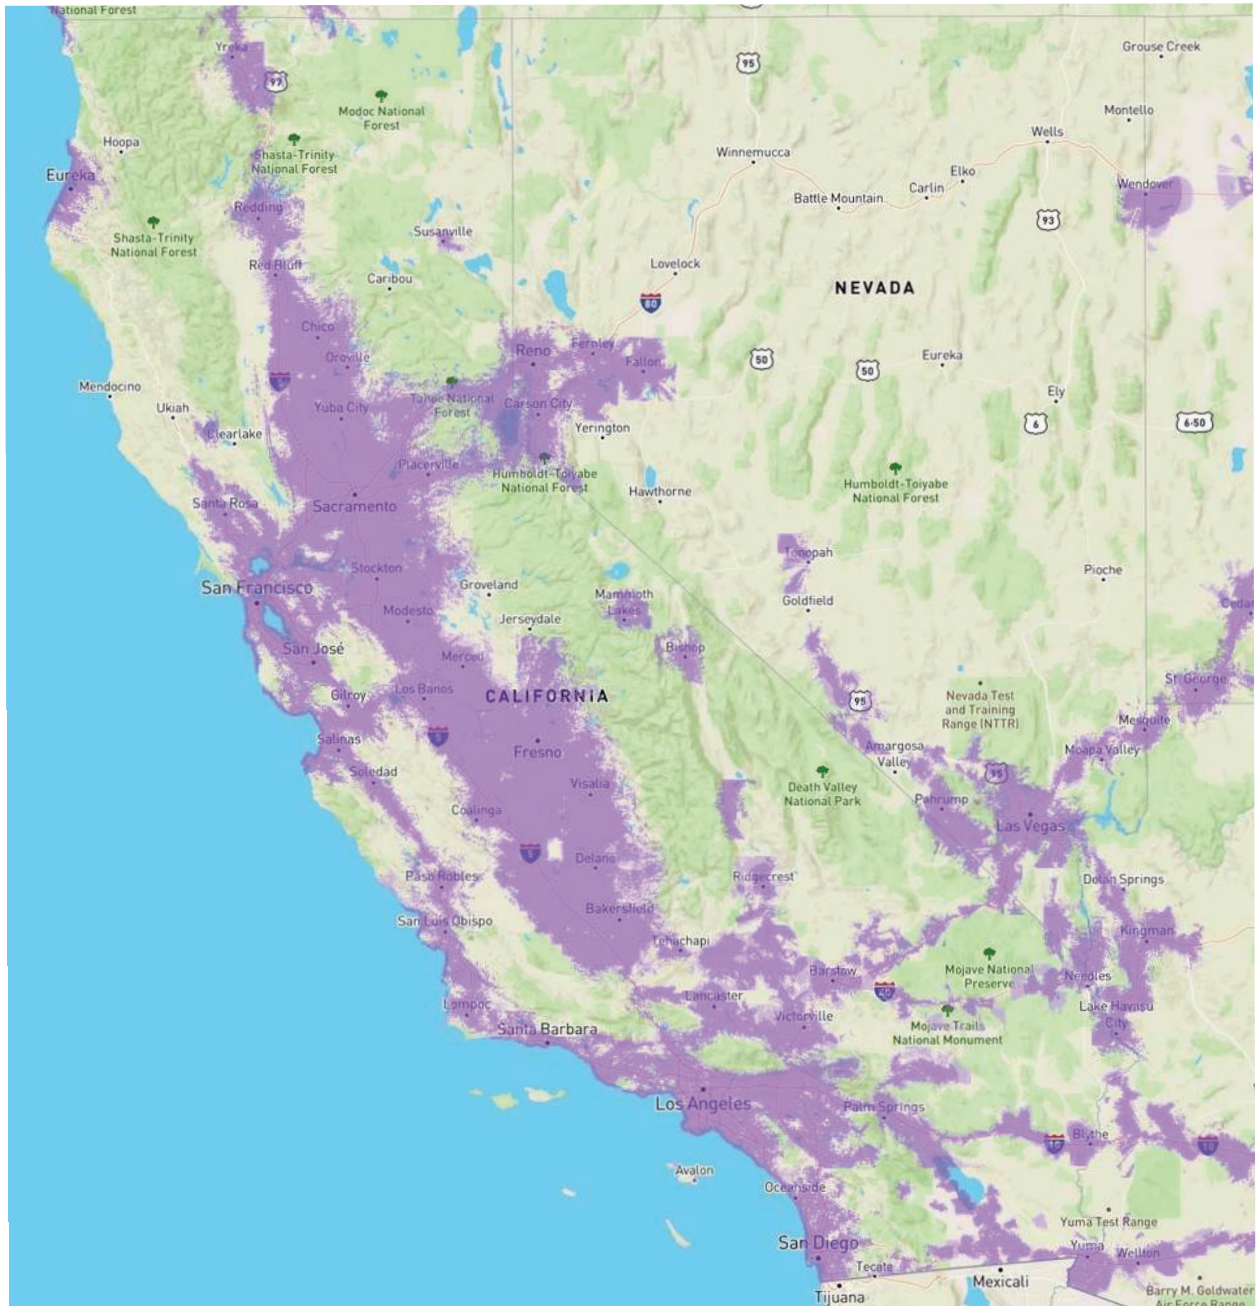 National Forest
Yreka
97
95
Grouse Creek
Modoc National
Forest
Montello
Hoopa
Shasta-Trinity
National Forest
Winnemucca
Wells
Eureka
Elko
Carlin
Battle Mountain
Wendover
Redding
Shasta-Trinity
National Forest
Susanville
93
Red Bluff
Caribou
Lovelock
NEVADA
80
Chico
Oroville
Reno
Fernley
Fallon
50
50
Eureka
Mendocino
5
Tahoe National
Forest
Ely
Ukiah
Yuba City
Carson City
Clearlake
Yerington
6
6-50
Placerville
Humboldt-Toiyabe
National Forest
Humboldt-Toiyabe
National Forest
Hawthorne
Santa Rosa
Sacramento
Tonopah
Stockton
Pioche
San Francisco
Groveland
Mammoth
Lakes
Goldfield
Cedar
Modesto
Jerseydale
San José
Merced
Bishop
Gilroy
Los Banos
CALIFORNIA
St. George
95
Nevada Test
and Training
Range (NTTR)
Mesquite
5
Salinas
Fresno
Amargosa
Valley
Moapa Valley
Soledad
95
Visalia
Death Valley
National Park
Pahrump
Coalinga
Las Vegas
5
Delano
Paso Robles
Ridgecrest
Dolan Springs
San Luis Obispo
Bakersfield
Kingman
Tehachapi
Barstow
Mojave National
Preserve
Needles
40
Lompoc
Lancaster
Victorville
Lake Havasu
City
Santa Barbara
Mojave Trails
National Monument
Los Angeles
Palm Springs
10
Blythe
10
Avalon
Oceanside
Yuma Test Range
San Diego
Yuma
Wellton
Tecate
Mexicali
Tijuana
Barry M. Goldwater
Air Force Range